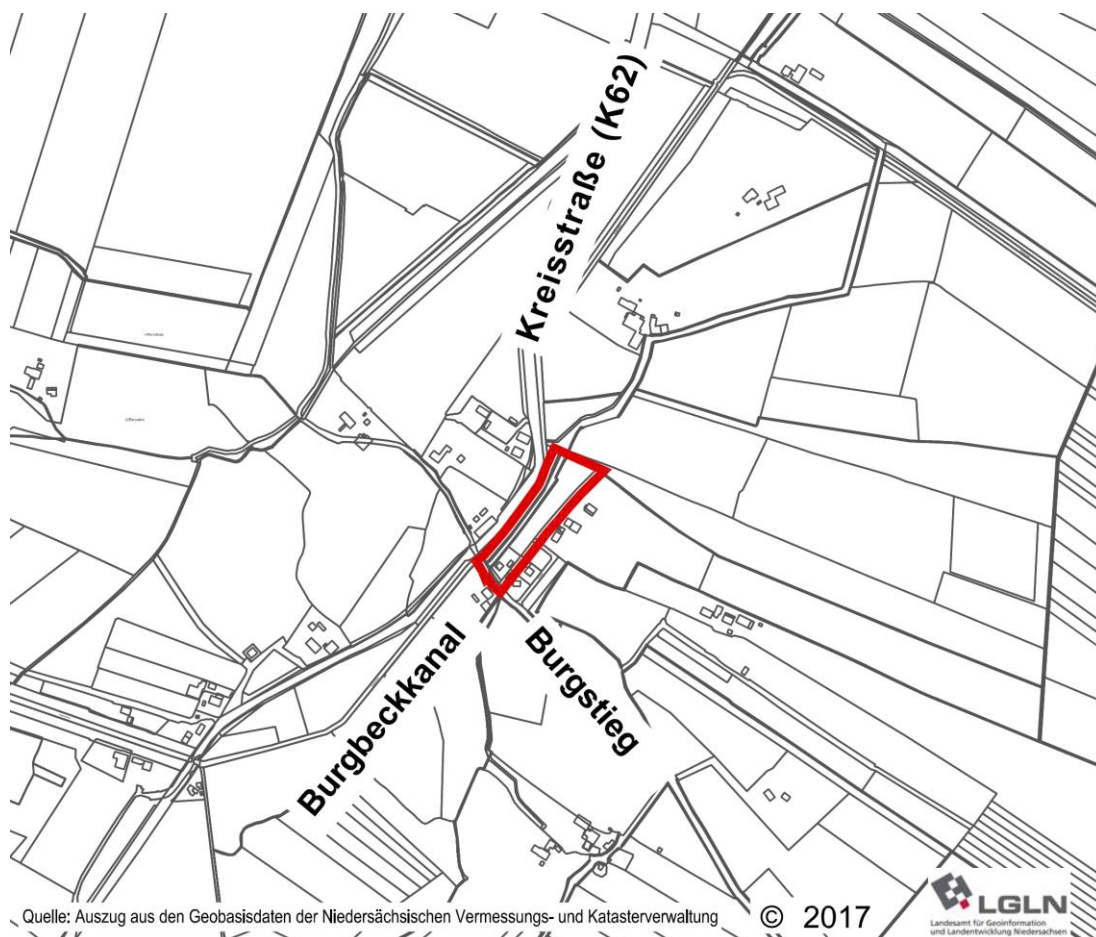 Kreisstraße (K62)
Burgbeckkanal
Burgstieg
Quelle: Auszug aus den Geobasisdaten der Niedersächsischen Vermessungs- und Katasterverwaltung
© 2017
LGLN
Landesamt für Geoinformation
und Landentwicklung Niedersachsen